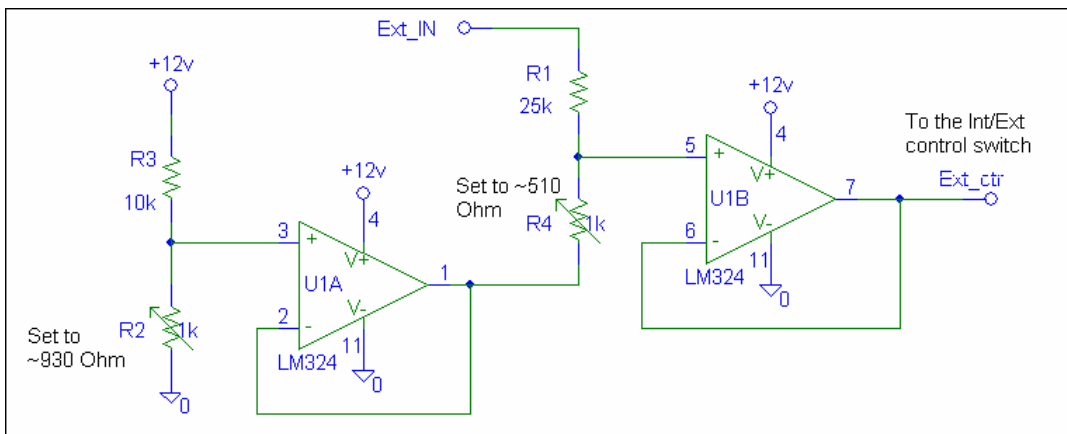 Ext_IN
+12v
R3
10k
Set to
~930 Ohm
R2
1k
0
+12v
4
3
+
V+
U1A
1
2
-
V-
11
LM324
0
R1
25k
Set to ~510
Ohm
R4
1k
+12v
4
5
+
V+
U1B
7
6
-
V-
11
LM324
0
To the Int/Ext
control switch
Ext_ctr